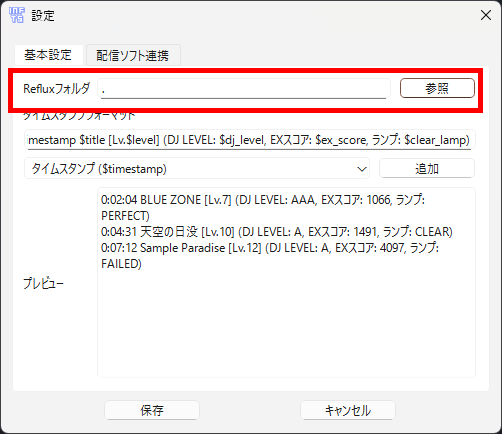 INF
TS
設定
基本設定
配信ソフト連携
Refluxフォルダ . 参照
タイムスタンプフォーマット
mestamp $title [Lv.$level] (DJ LEVEL: $dj_level, EXスコア: $ex_score, ランプ: $clear_lamp)
タイムスタンプ ($timestamp) 追加
0:02:04 BLUE ZONE [Lv.7] (DJ LEVEL: AAA, EXスコア: 1066, ランプ:
PERFECT)
0:04:31 天空の日没 [Lv.10] (DJ LEVEL: A, EXスコア: 1491, ランプ: CLEAR)
0:07:12 Sample Paradise [Lv.12] (DJ LEVEL: A, EXスコア: 4097, ランプ:
FAILED)
プレビュー
保存
キャンセル